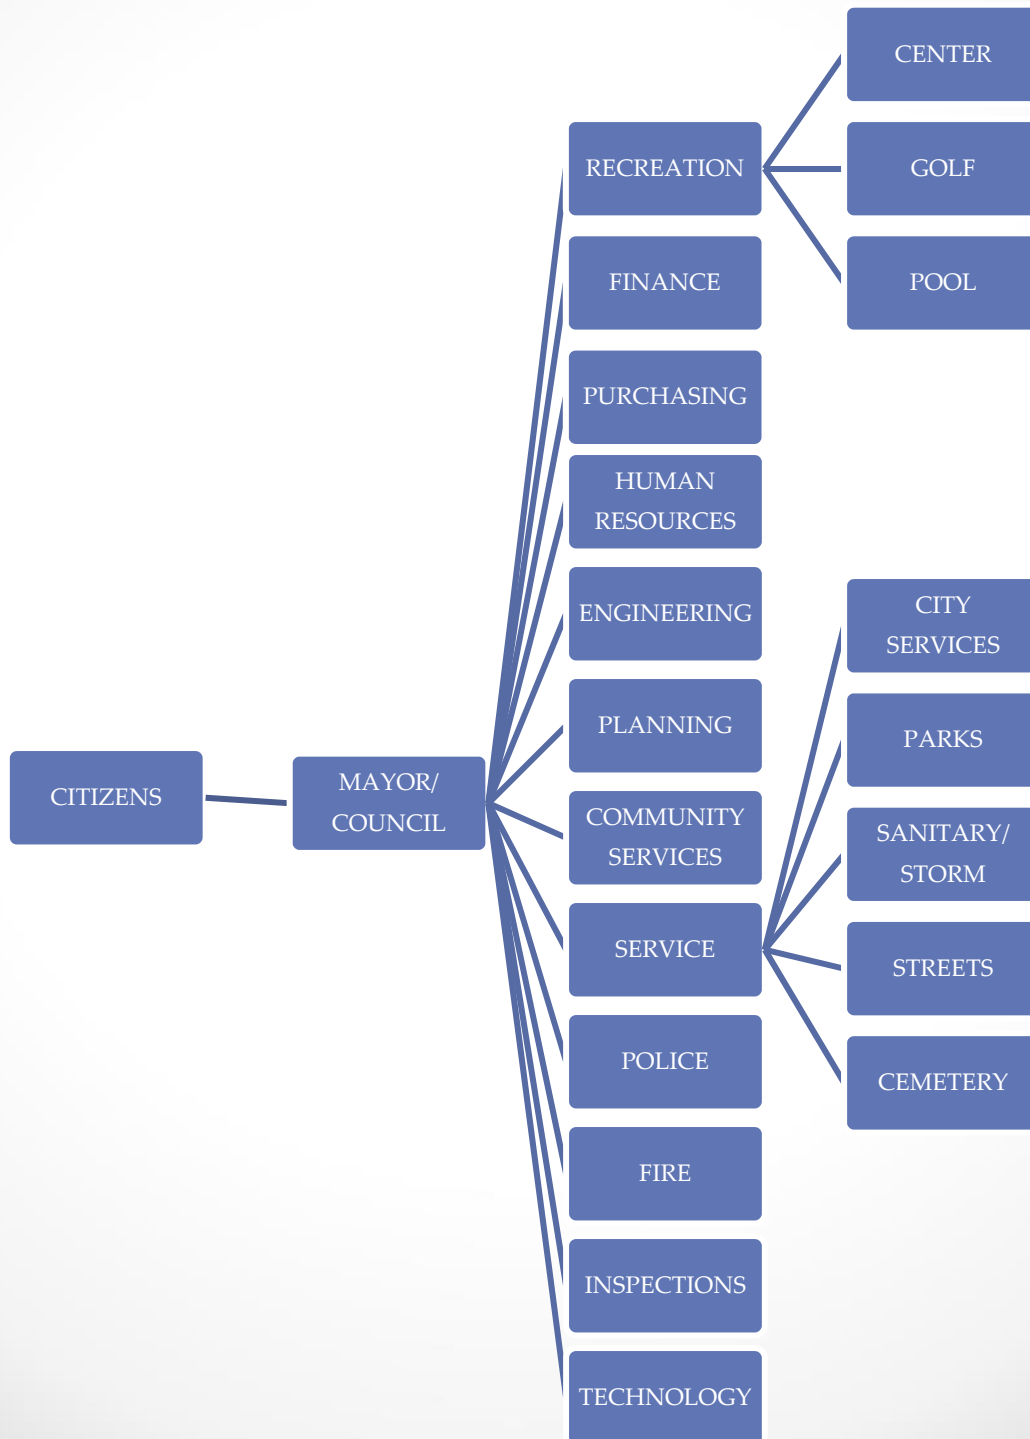 CITIZENS
MAYOR/
COUNCIL
RECREATION
CENTER
GOLF
POOL
FINANCE
PURCHASING
HUMAN
RESOURCES
ENGINEERING
PLANNING
COMMUNITY
SERVICES
SERVICE
CITY
SERVICES
PARKS
SANITARY/
STORM
STREETS
CEMETERY
POLICE
FIRE
INSPECTIONS
TECHNOLOGY